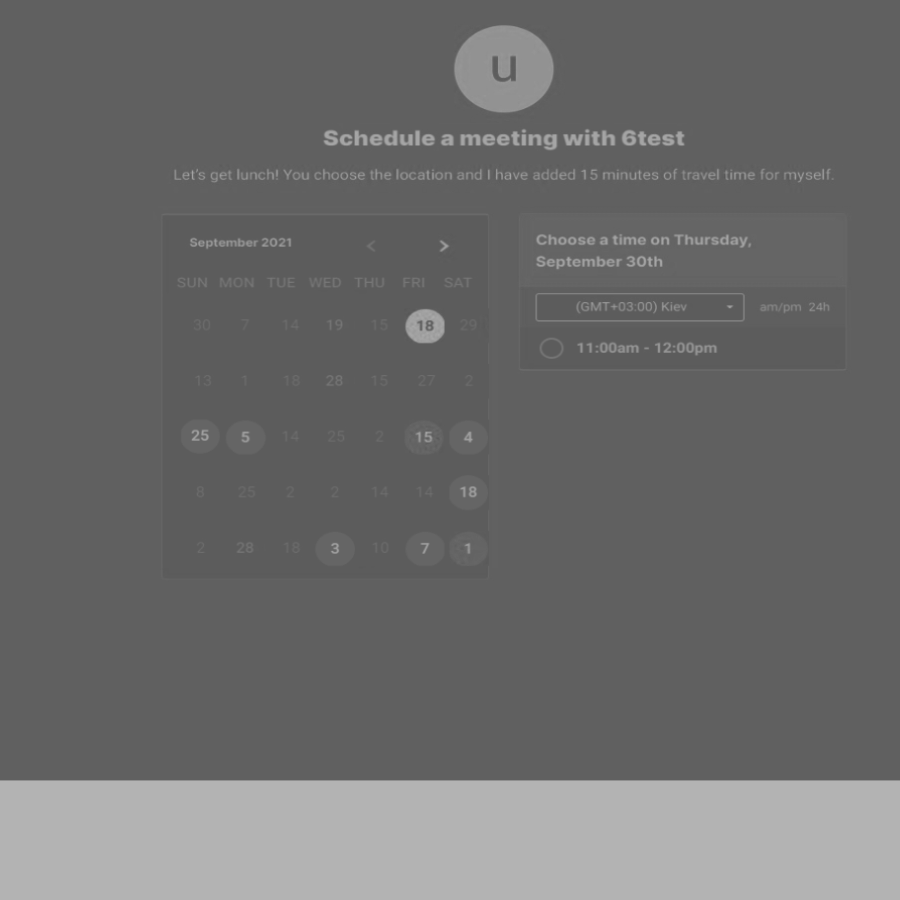 u
Schedule a meeting with 6test
Let's get lunch! You choose the location and I have added 15 minutes of travel time for myself.
September 2021 < >
SUN MON TUE WED THU FRI SAT
30 7 14 19 15 18 29
13 1 18 28 15 27 2
25 5 14 25 2 15 4
8 25 2 2 14 14 18
2 28 18 3 10 7 1
Choose a time on Thursday,
September 30th
(GMT+03:00) Kiev am/pm 24h
11:00am - 12:00pm